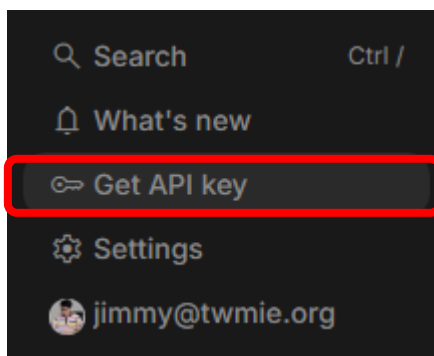 Search Ctrl /
What's new
Get API key
Settings
jimmy@twmie.org